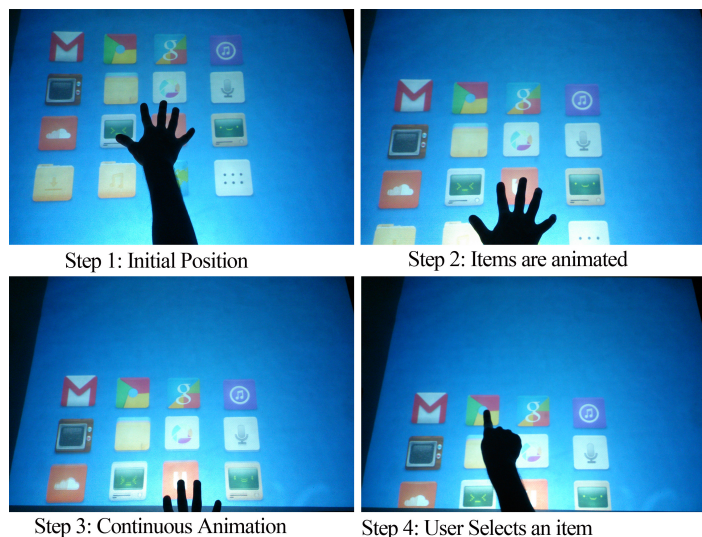 Step 1: Initial Position
Step 2: Items are animated
Step 3: Continuous Animation
Step 4: User Selects an item